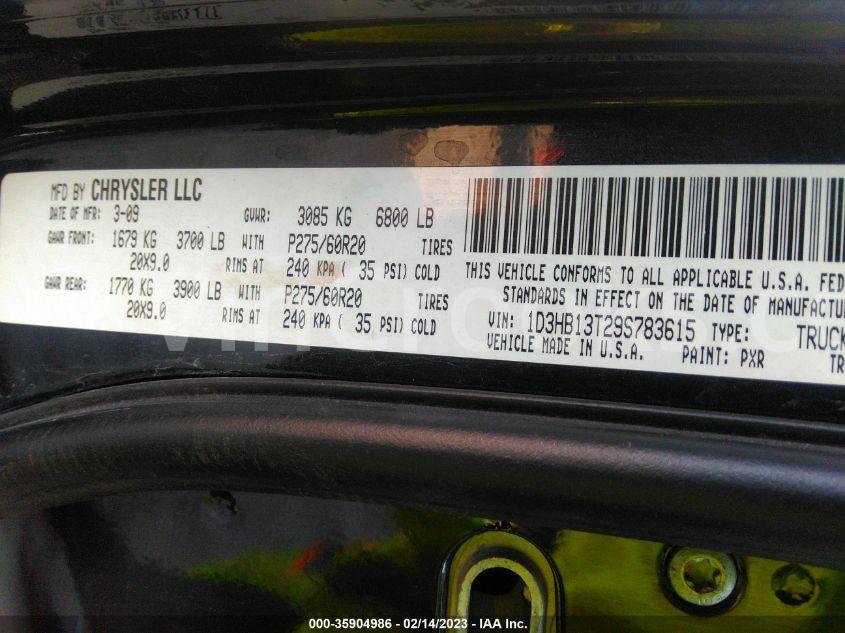 MFD BY CHRYSLER LLC
DATE OF MFR: 3-09 GVWR: 3085 KG 6800 LB
GAWR FRONT: 1679 KG 3700 LB WITH P275/60R20 TIRES
20X9.0 RIMS AT 240 KPA ( 35 PSI) COLD
GAWR REAR: 1770 KG 3900 LB WITH P275/60R20 TIRES
20X9.0 RIMS AT 240 KPA ( 35 PSI) COLD
THIS VEHICLE CONFORMS TO ALL APPLICABLE U.S.A. FED
STANDARDS IN EFFECT ON THE DATE OF MANUFACTUR
VIN: 1D3HB13T29S783615 TYPE: TRUCK
VEHICLE MADE IN U.S.A. PAINT: PXR TR
000-35904986 - 02/14/2023 - IAA Inc.